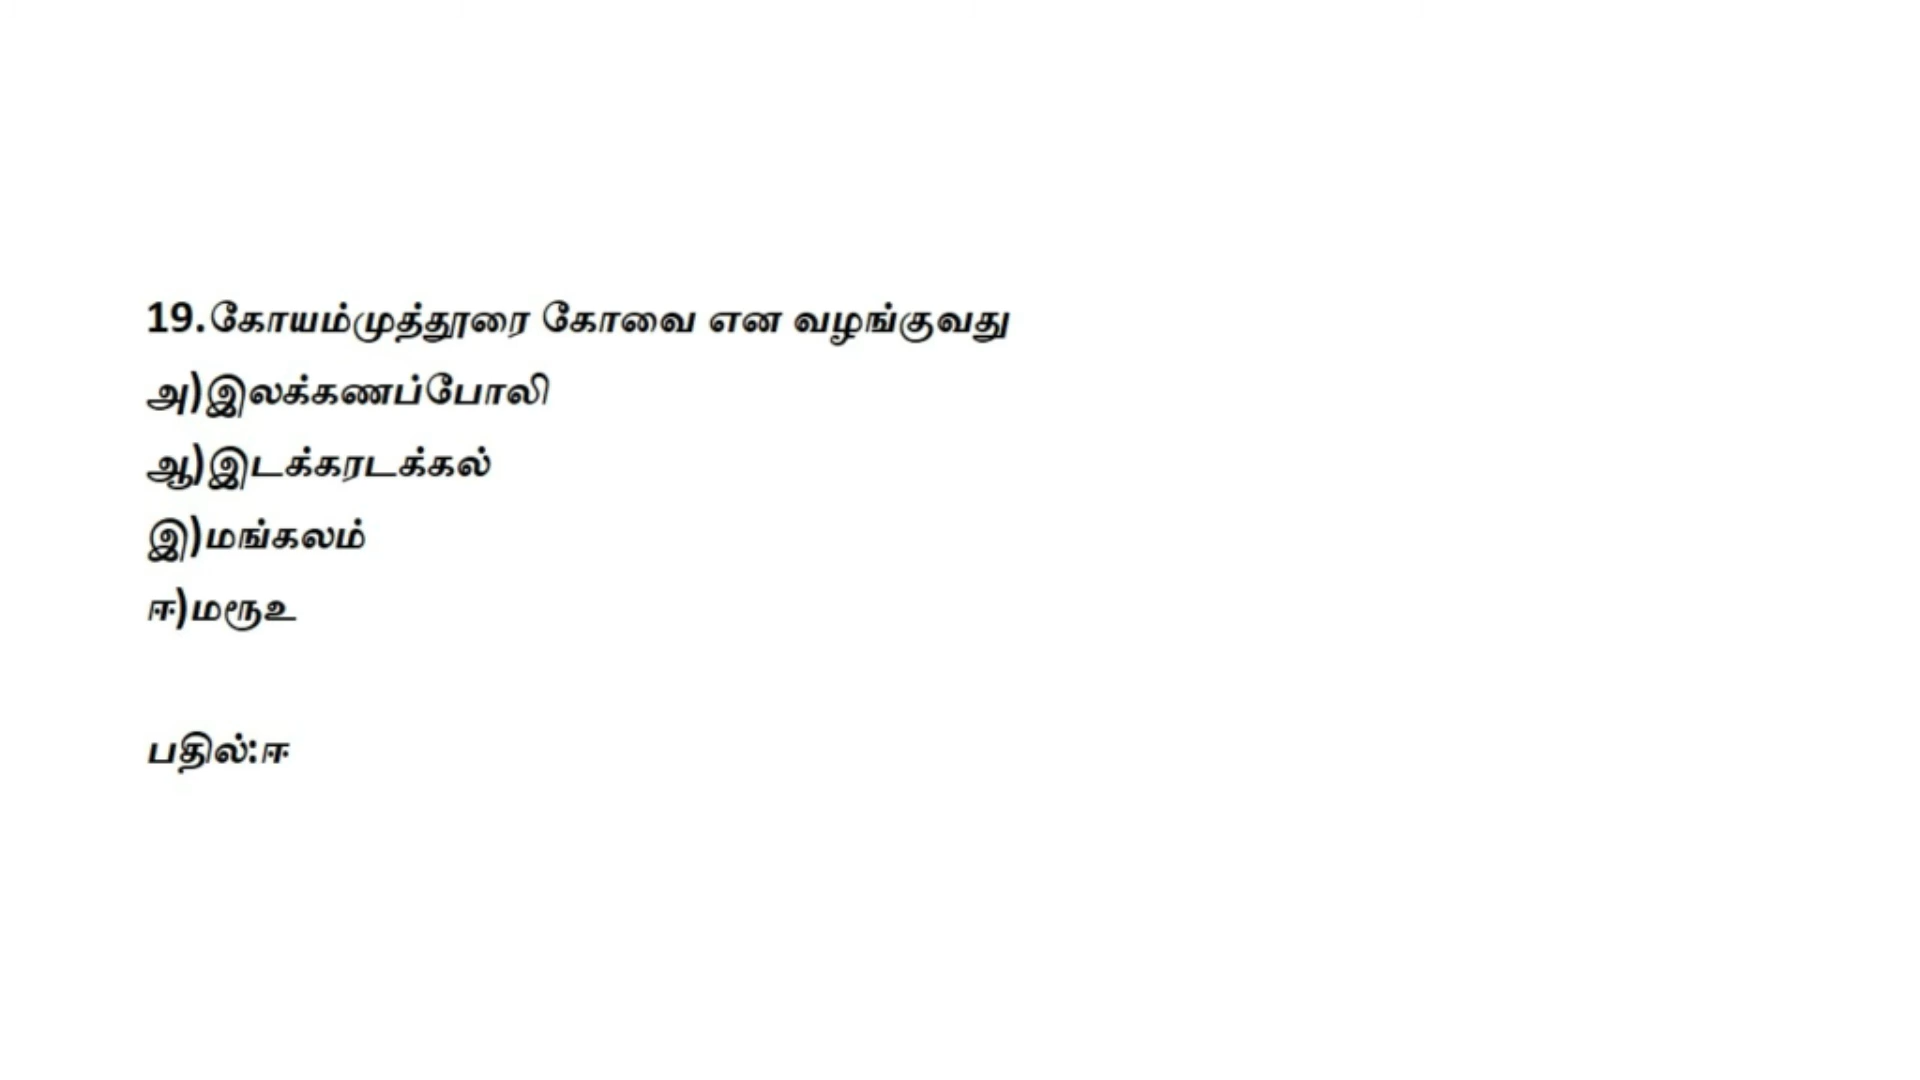 19.கோயம்முத்தூரை கோவை என வழங்குவது
அ)இலக்கணப்போலி
ஆ)இடக்கரடக்கல்
இ)மங்கலம்
ஈ)மரூஉ
பதில்:ஈ